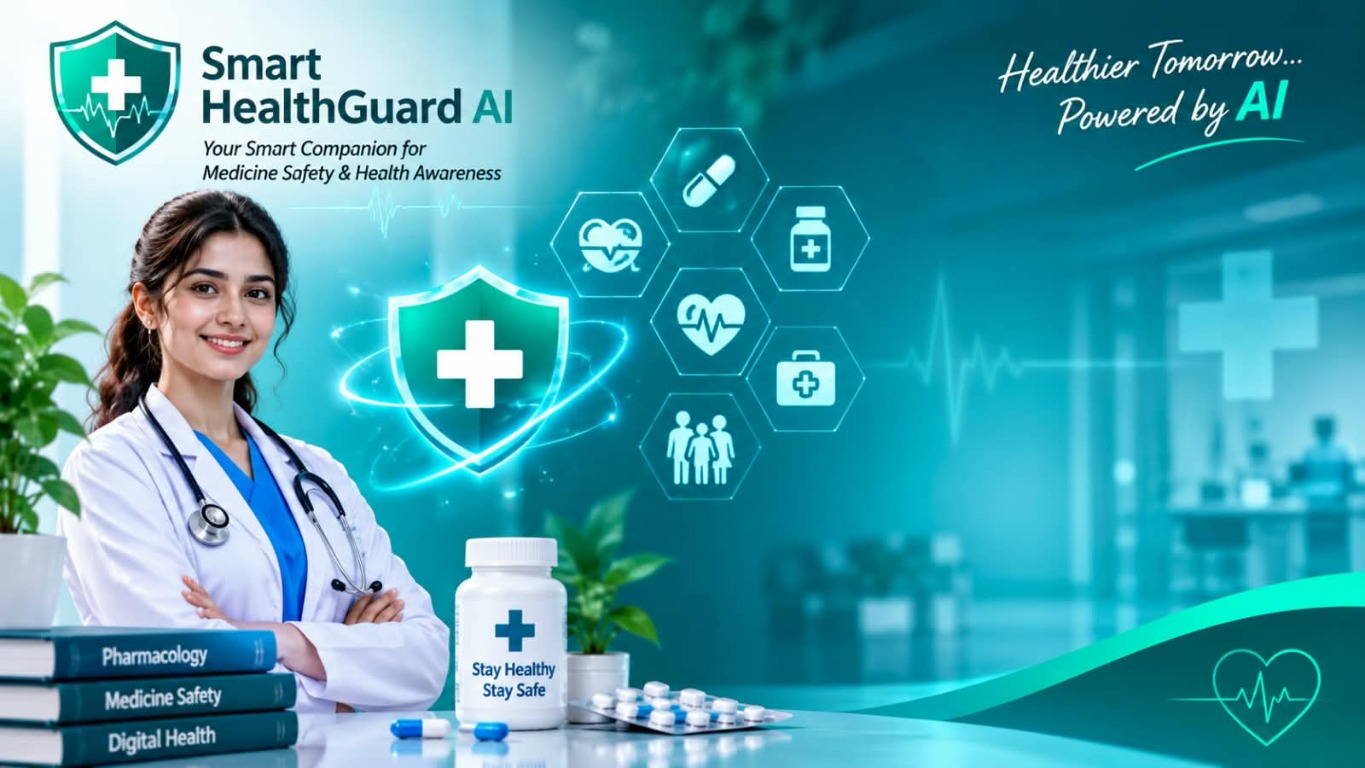 Smart
HealthGuard AI
Your Smart Companion for
Medicine Safety & Health Awareness
Healthier Tomorrow...
Powered by AI
Stay Healthy
Stay Safe
Pharmacology
Medicine Safety
Digital Health